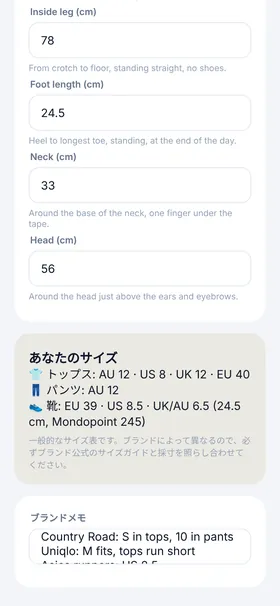 Inside leg (cm)
78
From crotch to floor, standing straight, no shoes.
Foot length (cm)
24.5
Heel to longest toe, standing, at the end of the day.
Neck (cm)
33
Around the base of the neck, one finger under the
tape.
Head (cm)
56
Around the head just above the ears and eyebrows.
あなたのサイズ
👕 トップス: AU 12 · US 8 · UK 12 · EU 40
👖 パンツ: AU 12
👟 靴: EU 39 · US 8.5 · UK/AU 6.5 (24.5
cm, Mondopoint 245)
一般的なサイズ表です。ブランドによって異なるので、必
ずブランド公式のサイズガイドと採寸を照らし合わせて
ください。
ブランドメモ
Country Road: S in tops, 10 in pants
Uniqlo: M fits, tops run short